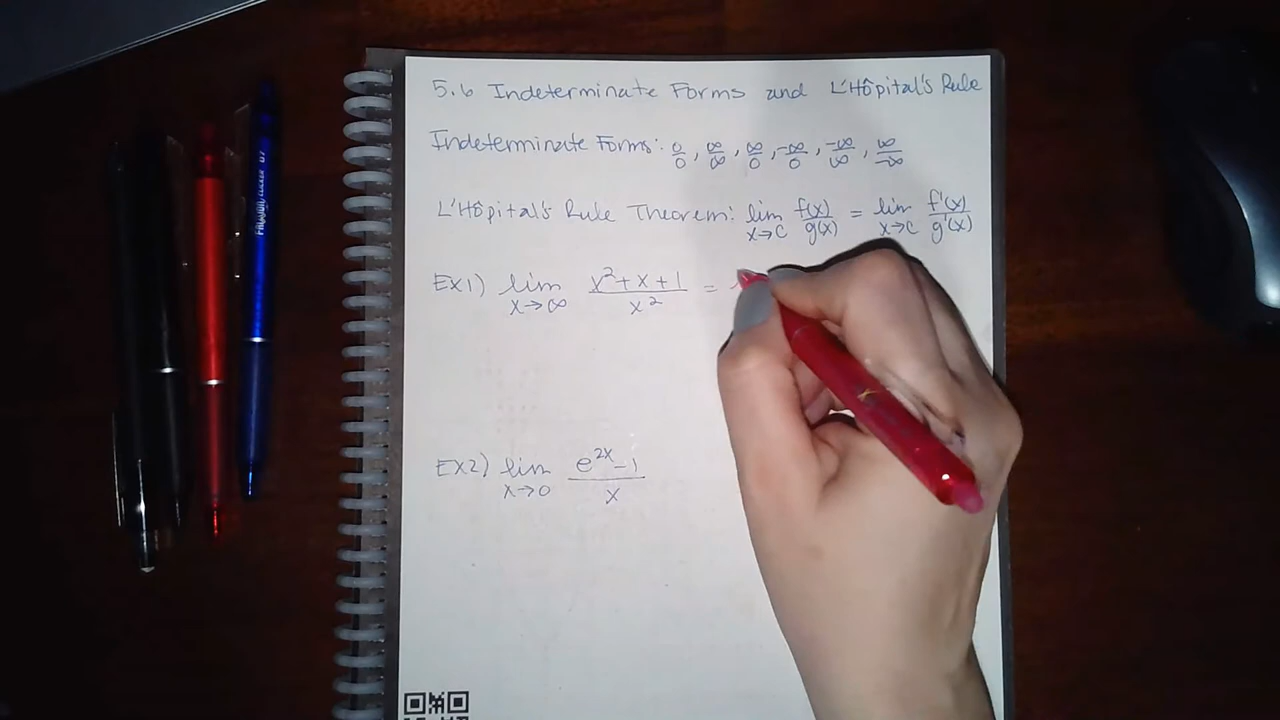 5.6 Indeterminate Forms and L'Hôpital's Rule
Indeterminate Forms: 0/0, ∞/∞, ∞/0, -∞/0, -∞/∞, ∞/-∞
L'Hôpital's Rule Theorem: lim x→c f(x)/g(x) = lim x→c f'(x)/g'(x)
EX1) lim x→∞ x²+x+1/x² =
EX2) lim x→0 e^2x-1/x